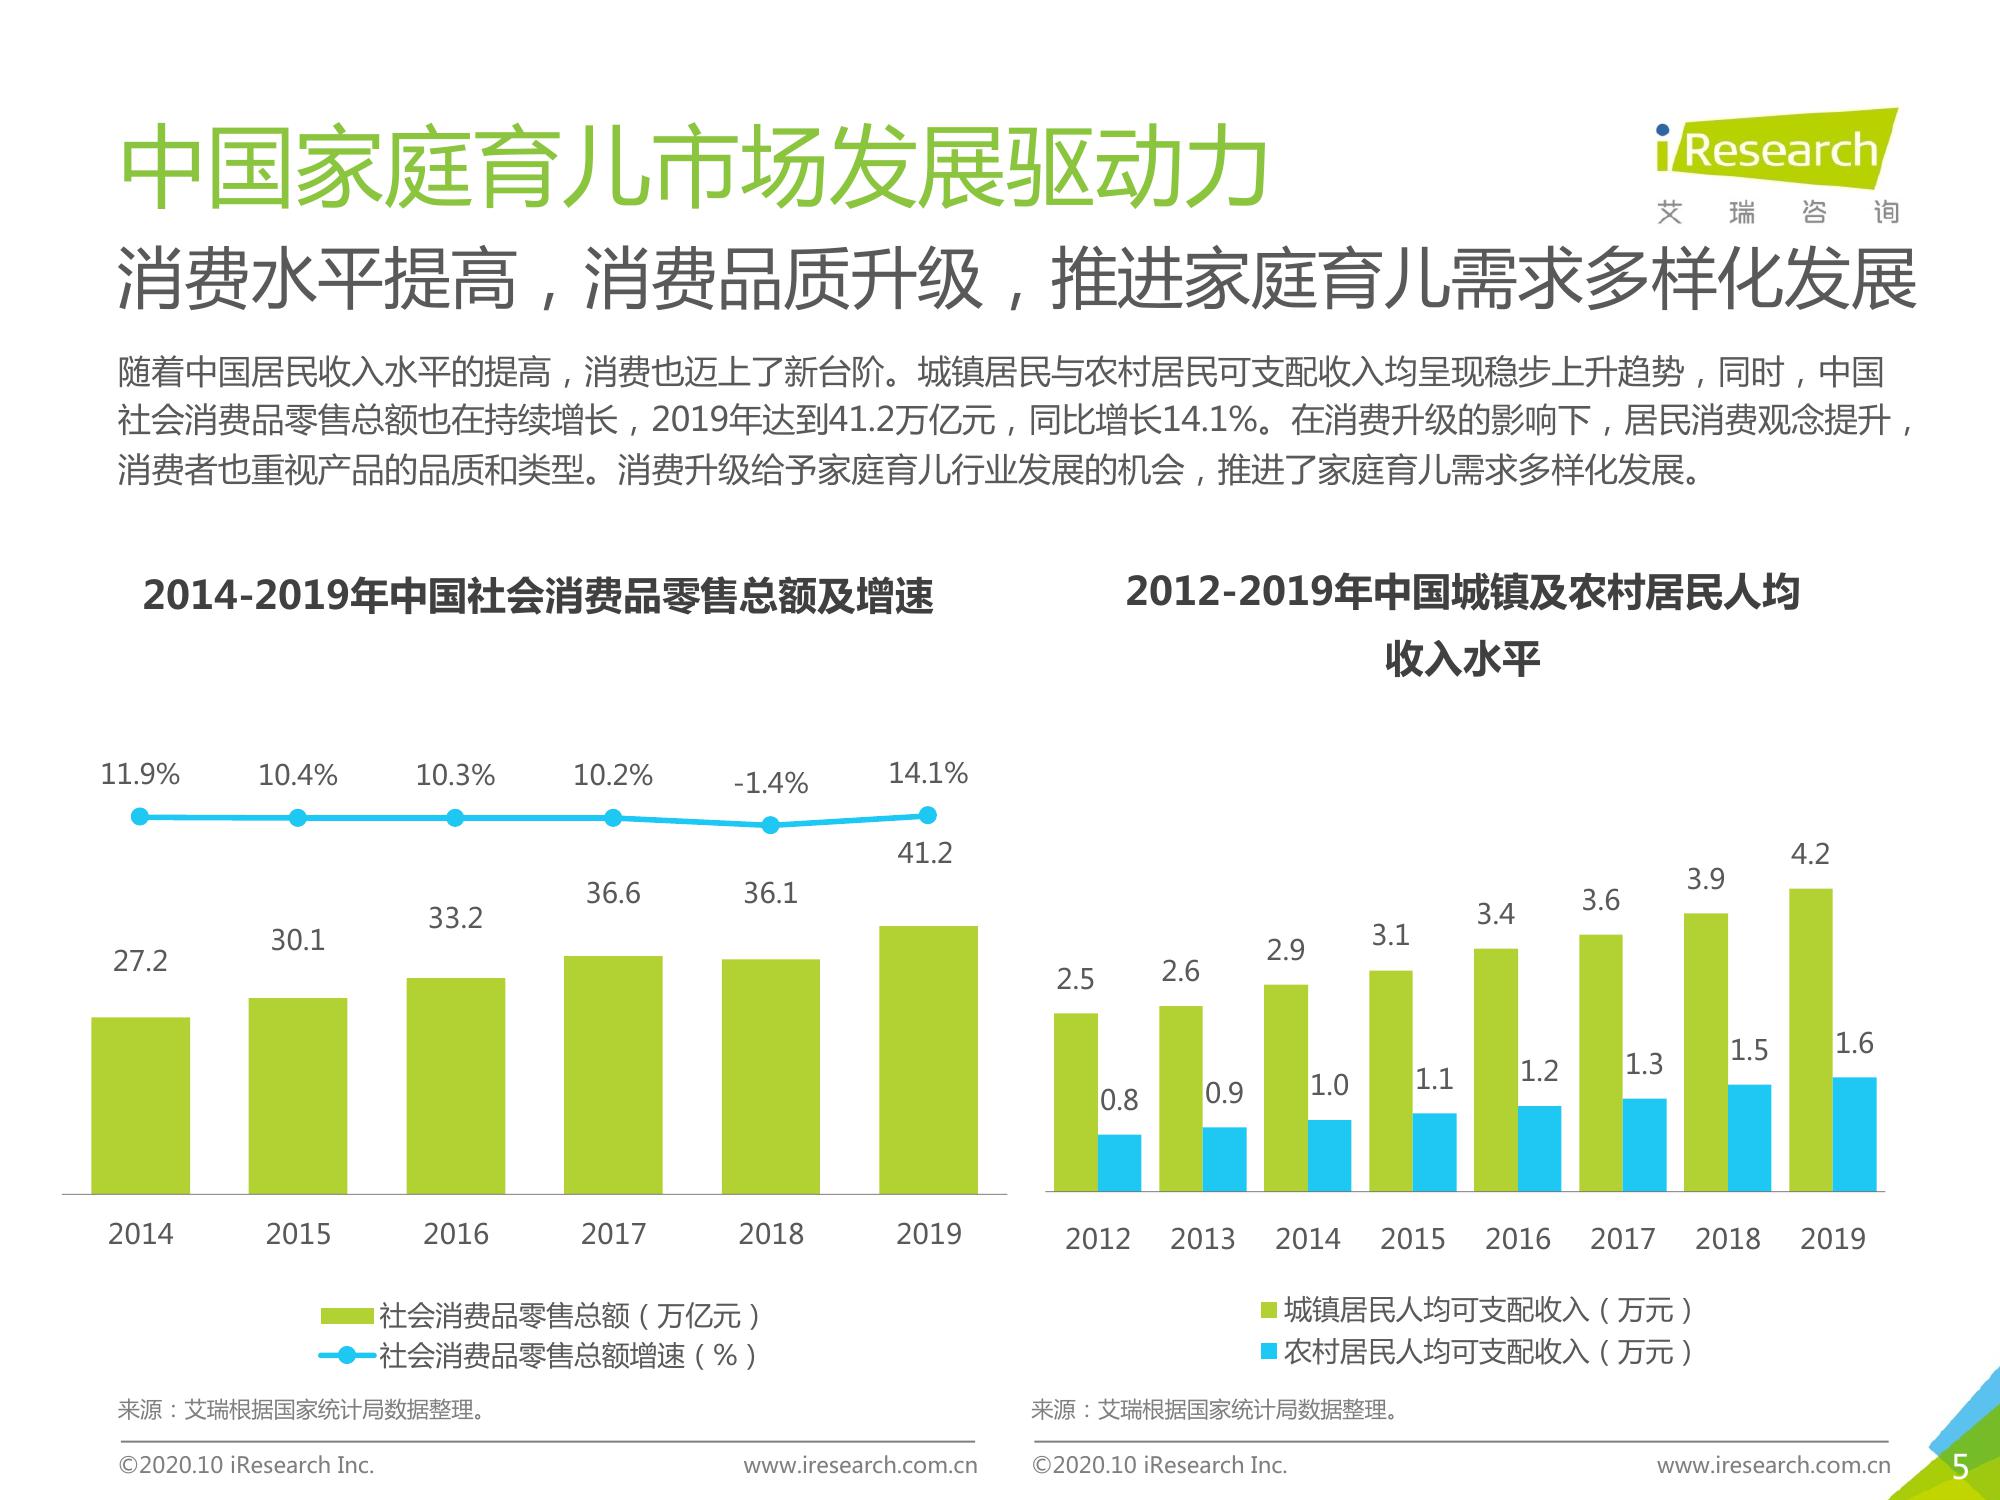 中国家庭育儿市场发展驱动力
iResearch
艾瑞咨询
消费水平提高，消费品质升级，推进家庭育儿需求多样化发展
随着中国居民收入水平的提高，消费也迈上了新台阶。城镇居民与农村居民可支配收入均呈现稳步上升趋势，同时，中国
社会消费品零售总额也在持续增长，2019年达到41.2万亿元，同比增长14.1%。在消费升级的影响下，居民消费观念提升，
消费者也重视产品的品质和类型。消费升级给予家庭育儿行业发展的机会，推进了家庭育儿需求多样化发展。
2014-2019年中国社会消费品零售总额及增速
11.9% 10.4% 10.3% 10.2% -1.4% 14.1%
27.2 30.1 33.2 36.6 36.1 41.2
2014 2015 2016 2017 2018 2019
社会消费品零售总额（万亿元）
社会消费品零售总额增速（%）
来源：艾瑞根据国家统计局数据整理。
©2020.10 iResearch Inc. www.iresearch.com.cn
2012-2019年中国城镇及农村居民人均
收入水平
2.5 2.6 2.9 3.1 3.4 3.6 3.9 4.2
0.8 0.9 1.0 1.1 1.2 1.3 1.5 1.6
2012 2013 2014 2015 2016 2017 2018 2019
城镇居民人均可支配收入（万元）
农村居民人均可支配收入（万元）
来源：艾瑞根据国家统计局数据整理。
©2020.10 iResearch Inc. www.iresearch.com.cn
5